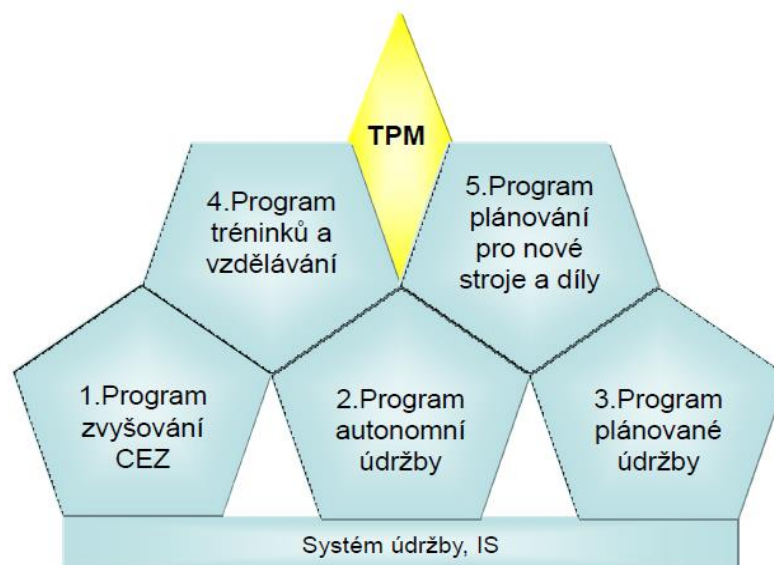 TPM
4.Program
tréninků a
vzdělávání
5.Program
plánování
pro nové
stroje a díly
1.Program
zvyšování
CEZ
2.Program
autonomní
údržby
3.Program
plánované
údržby
Systém údržby, IS